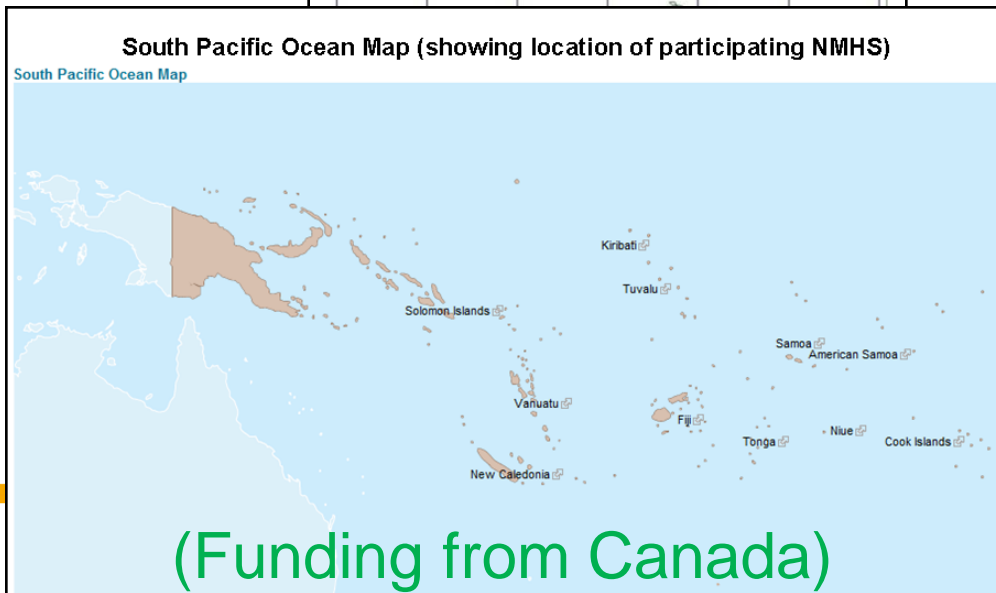 South Pacific Ocean Map (showing location of participating NMHS)
South Pacific Ocean Map
Kiribati
Tuvalu
Solomon Islands
Samoa
American Samoa
Vanuatu
Fiji
Niue
Tonga
Cook Islands
New Caledonia
(Funding from Canada)